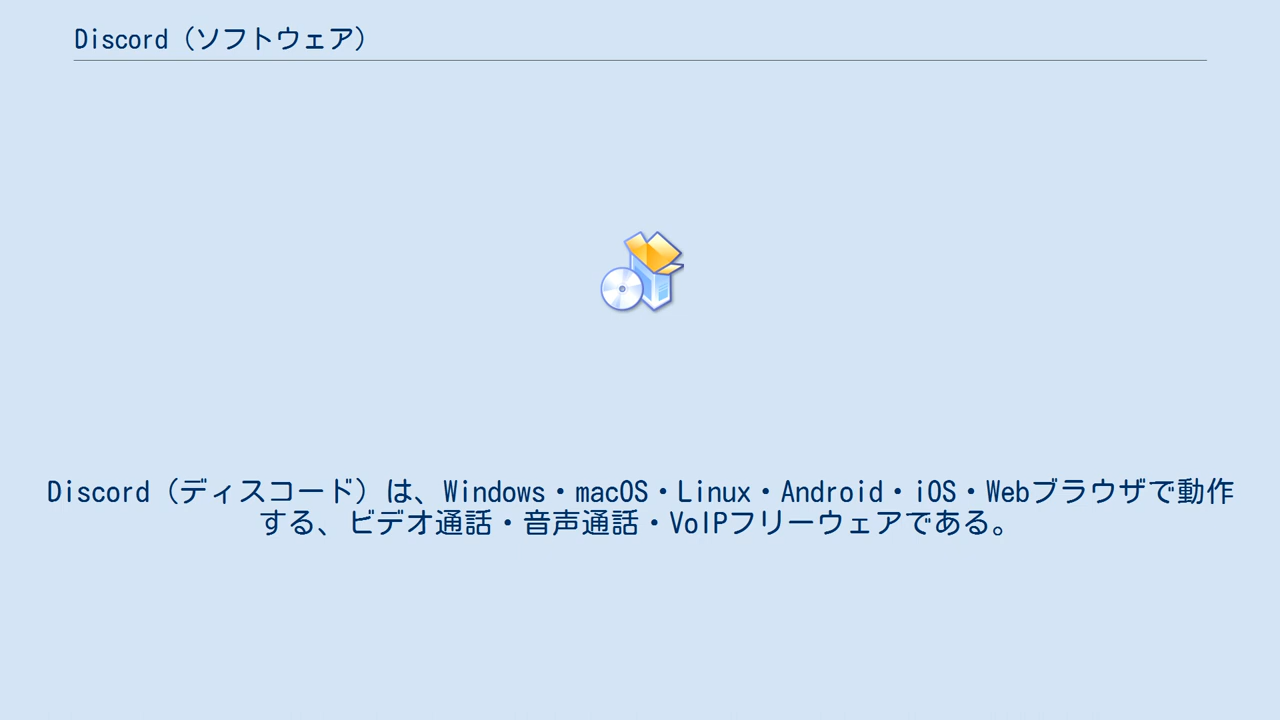 Discord（ソフトウェア）
Discord（ディスコード）は、Windows・macOS・Linux・Android・iOS・Webブラウザで動作
する、ビデオ通話・音声通話・VoIPフリーウェアである。